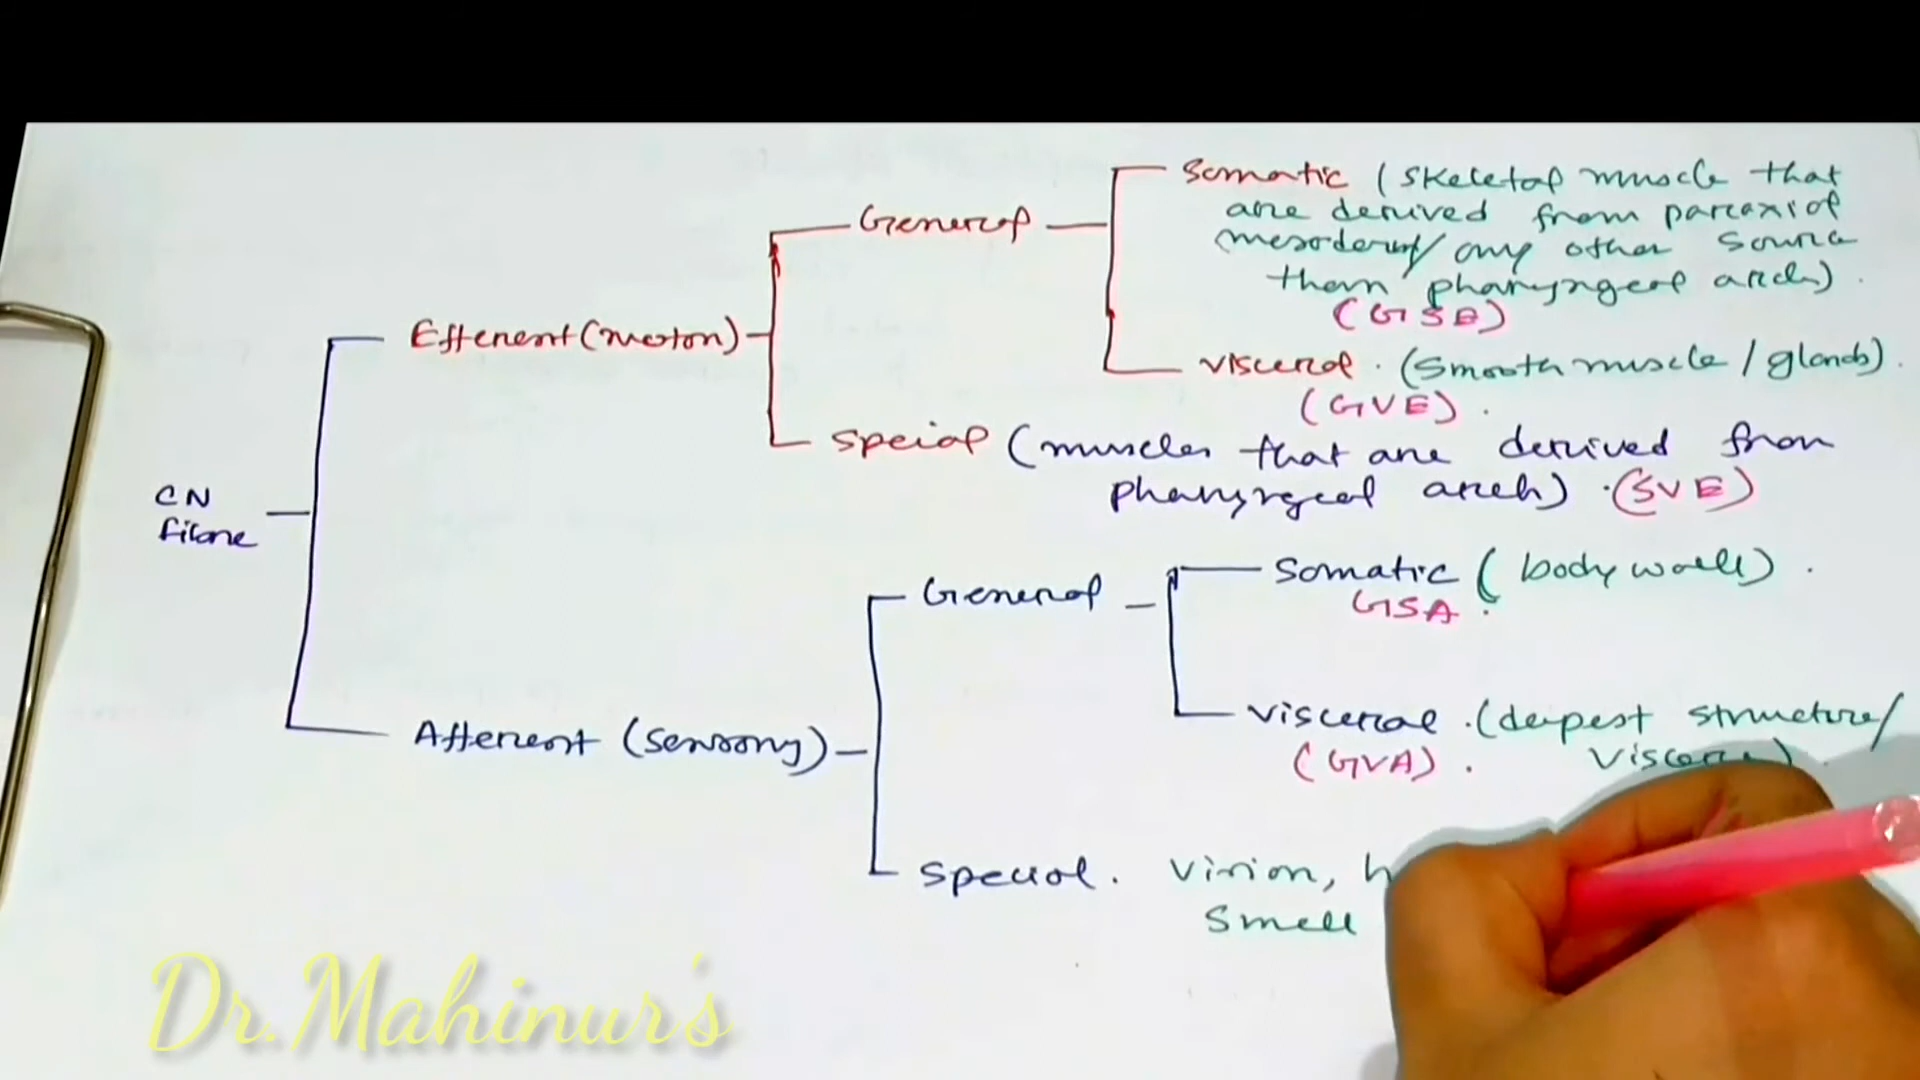 Somatic (skeletal muscle that
are derived from paraxial
General
mesoderm/ any other source
than pharyngeal arch).
(GSE)
Efferent (motor)
visceral. (Smooth muscle / glands).
(GVE).
Speial (muscles that are derived from
pharyngeal arch). (SVE)
CN
fibre
Somatic (body wall).
General
GSA.
visceral. (deepest structure/
Afferent (sensory)
(GVA).
Special. Vision,
Smell
Dr.Mahinur's